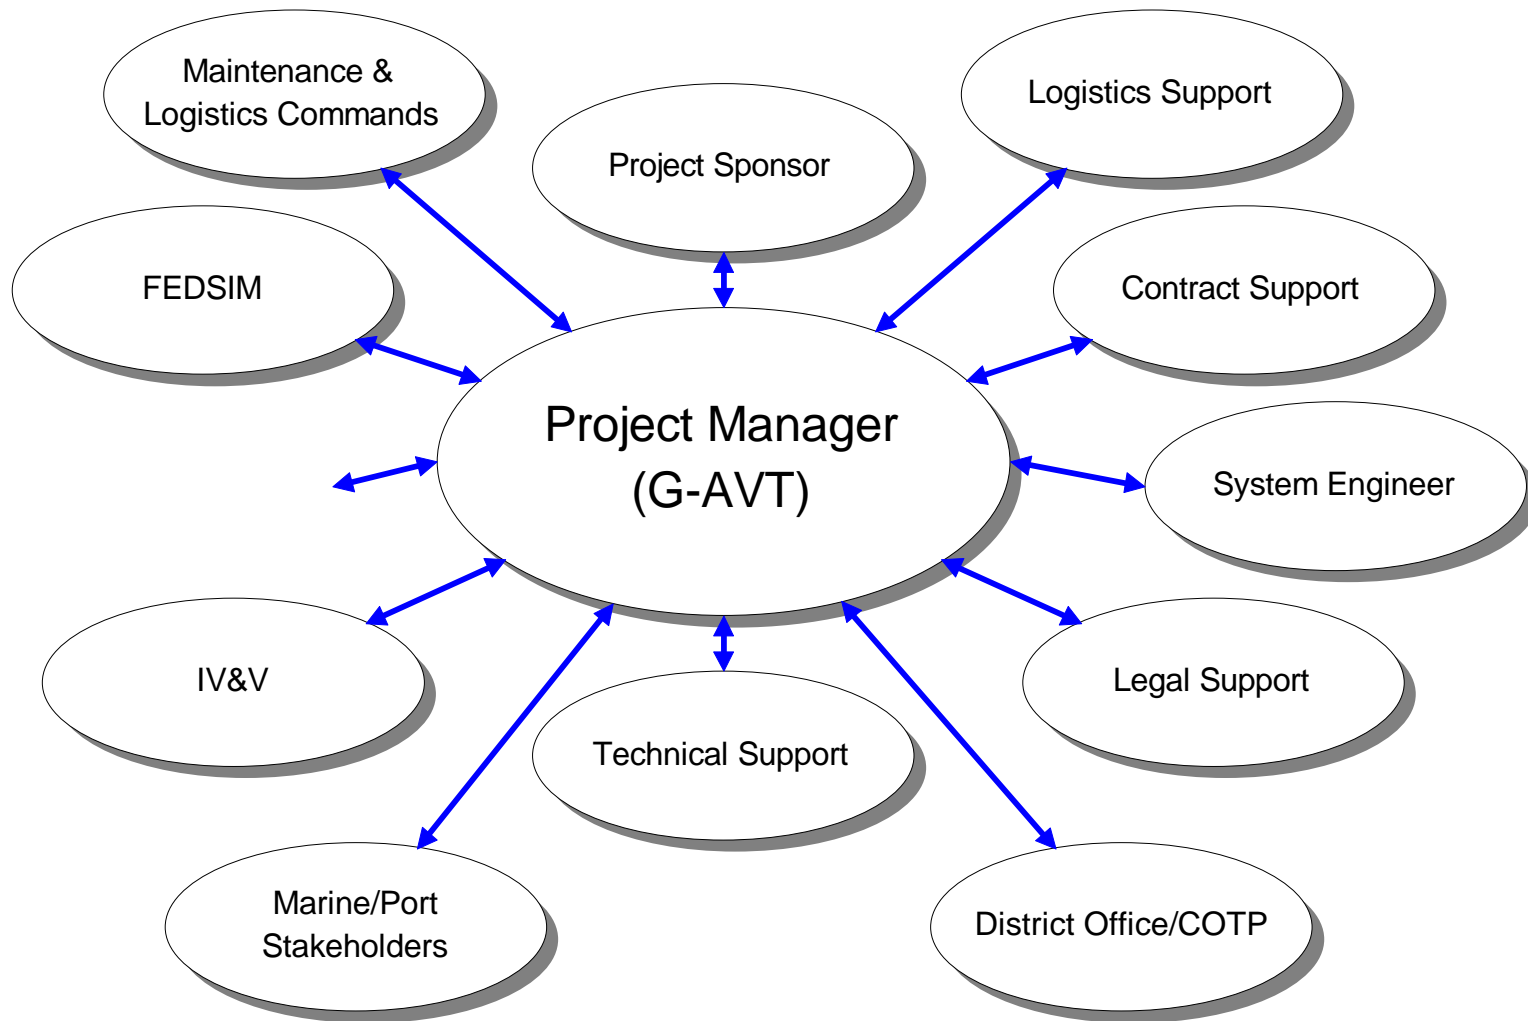 Maintenance &
Logistics Commands
Project Sponsor
Logistics Support
FEDSIM
Contract Support
Project Manager
(G-AVT)
System Engineer
IV&V
Technical Support
Legal Support
Marine/Port
Stakeholders
District Office/COTP